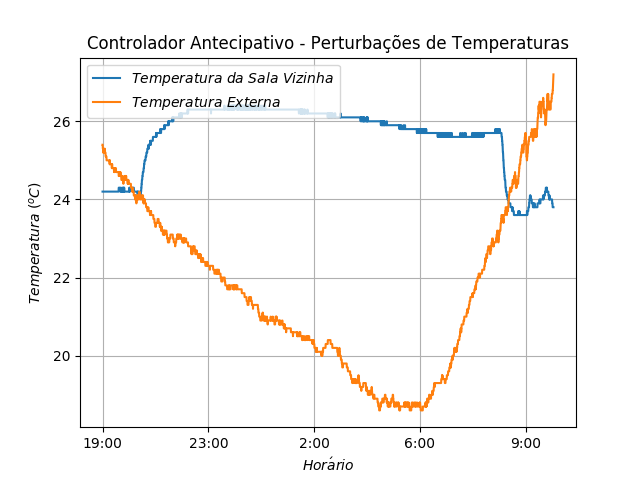 Controlador Antecipativo - Perturbações de Temperaturas
Temperatura da Sala Vizinha
Temperatura Externa
Temperatura (ºC)
26
24
22
20
19:00 23:00 2:00 6:00 9:00
Horário